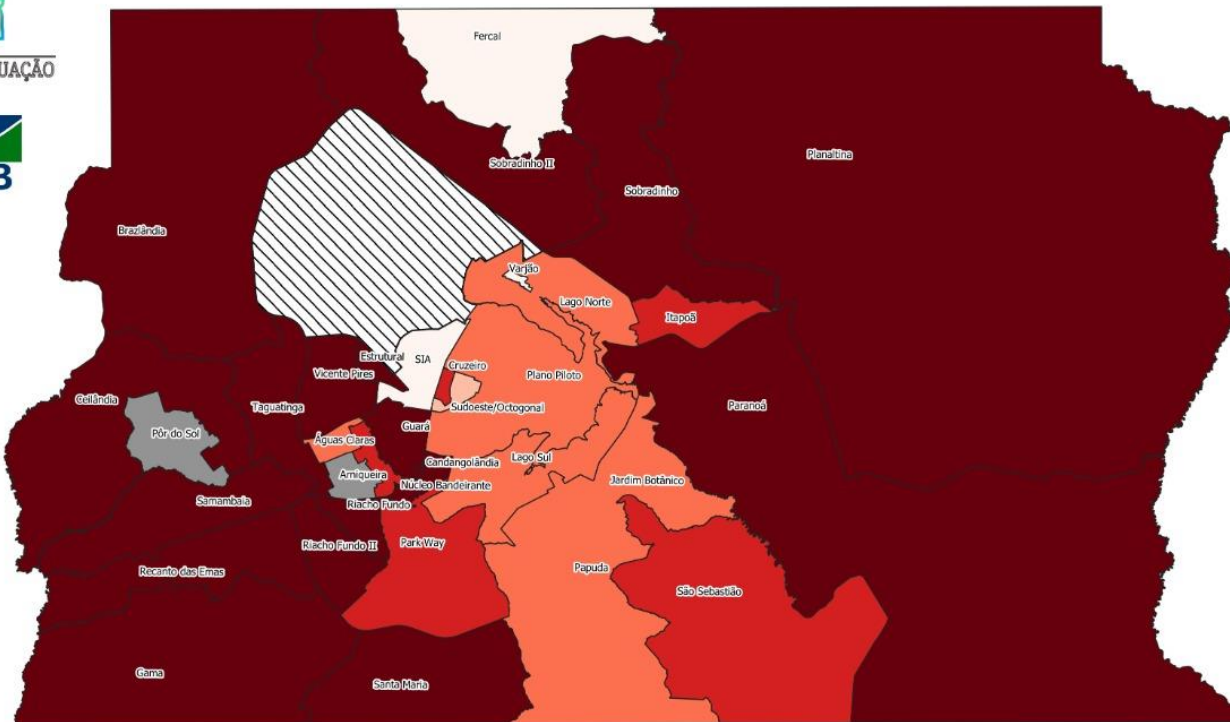 UAÇÃO
B
Fercal
Sobradinho II
Planaltina
Sobradinho
Brazlândia
Varjão
Lago Norte
Itapoã
Estrutural
SIA
Cruzeiro
Vicente Pires
Plano Piloto
Ceilândia
Taguatinga
Sudoeste/Octogonal
Paranoá
Guará
Pôr do Sol
Águas Claras
Candangolândia
Lago Sul
Arniqueira
Jardim Botânico
Núcleo Bandeirante
Samambaia
Riacho Fundo
Riacho Fundo II
Park Way
Recanto das Emas
Papuda
São Sebastião
Gama
Santa Maria